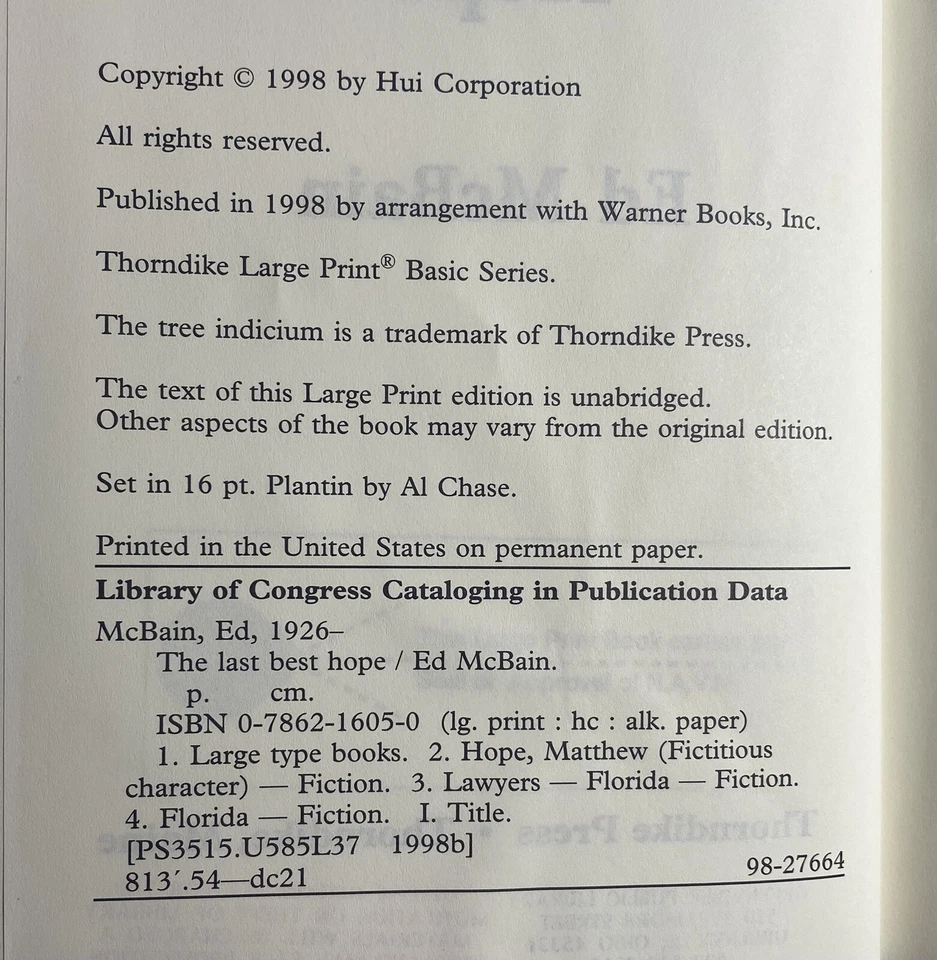 Copyright © 1998 by Hui Corporation
All rights reserved.
Published in 1998 by arrangement with Warner Books, Inc.
Thorndike Large Print® Basic Series.
The tree indicium is a trademark of Thorndike Press.
The text of this Large Print edition is unabridged.
Other aspects of the book may vary from the original edition.
Set in 16 pt. Plantin by Al Chase.
Printed in the United States on permanent paper.
Library of Congress Cataloging in Publication Data
McBain, Ed, 1926–
The last best hope / Ed McBain.
p. cm.
ISBN 0-7862-1605-0 (lg. print : hc : alk. paper)
1. Large type books. 2. Hope, Matthew (Fictitious
character) — Fiction. 3. Lawyers — Florida — Fiction.
4. Florida — Fiction. I. Title.
[PS3515.U585L37 1998b]
813′.54—dc21 98-27664